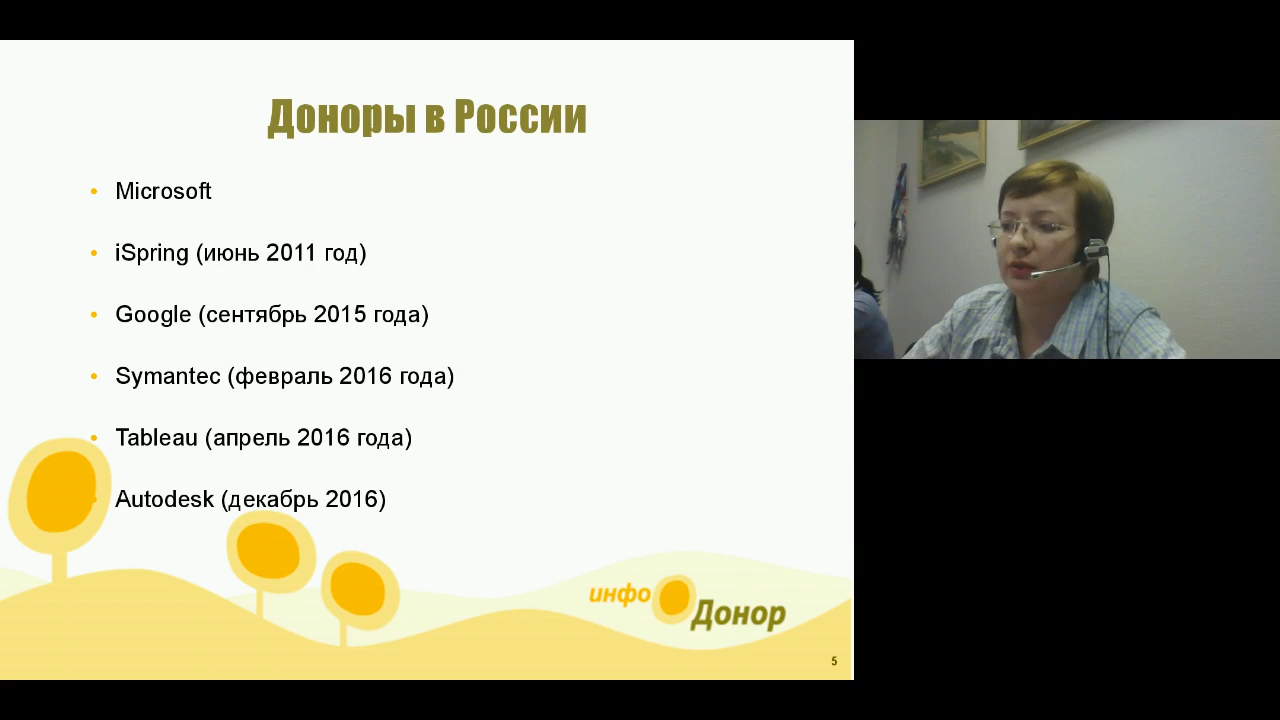 Доноры в России
Microsoft
iSpring (июнь 2011 год)
Google (сентябрь 2015 года)
Symantec (февраль 2016 года)
Tableau (апрель 2016 года)
Autodesk (декабрь 2016)
инфо
Донор
5